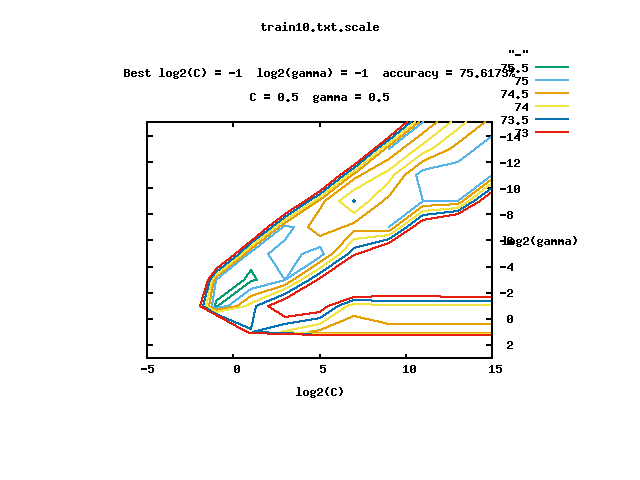 train10.txt.scale
"-"
Best log2(C) = -1  log2(gamma) = -1  accuracy = 75.6173%
C = 0.5  gamma = 0.5
75.5
75
74.5
74
73.5
73
-14
-12
-10
-8
-6
log2(gamma)
-4
-2
0
2
-5 0 5 10 15
log2(C)